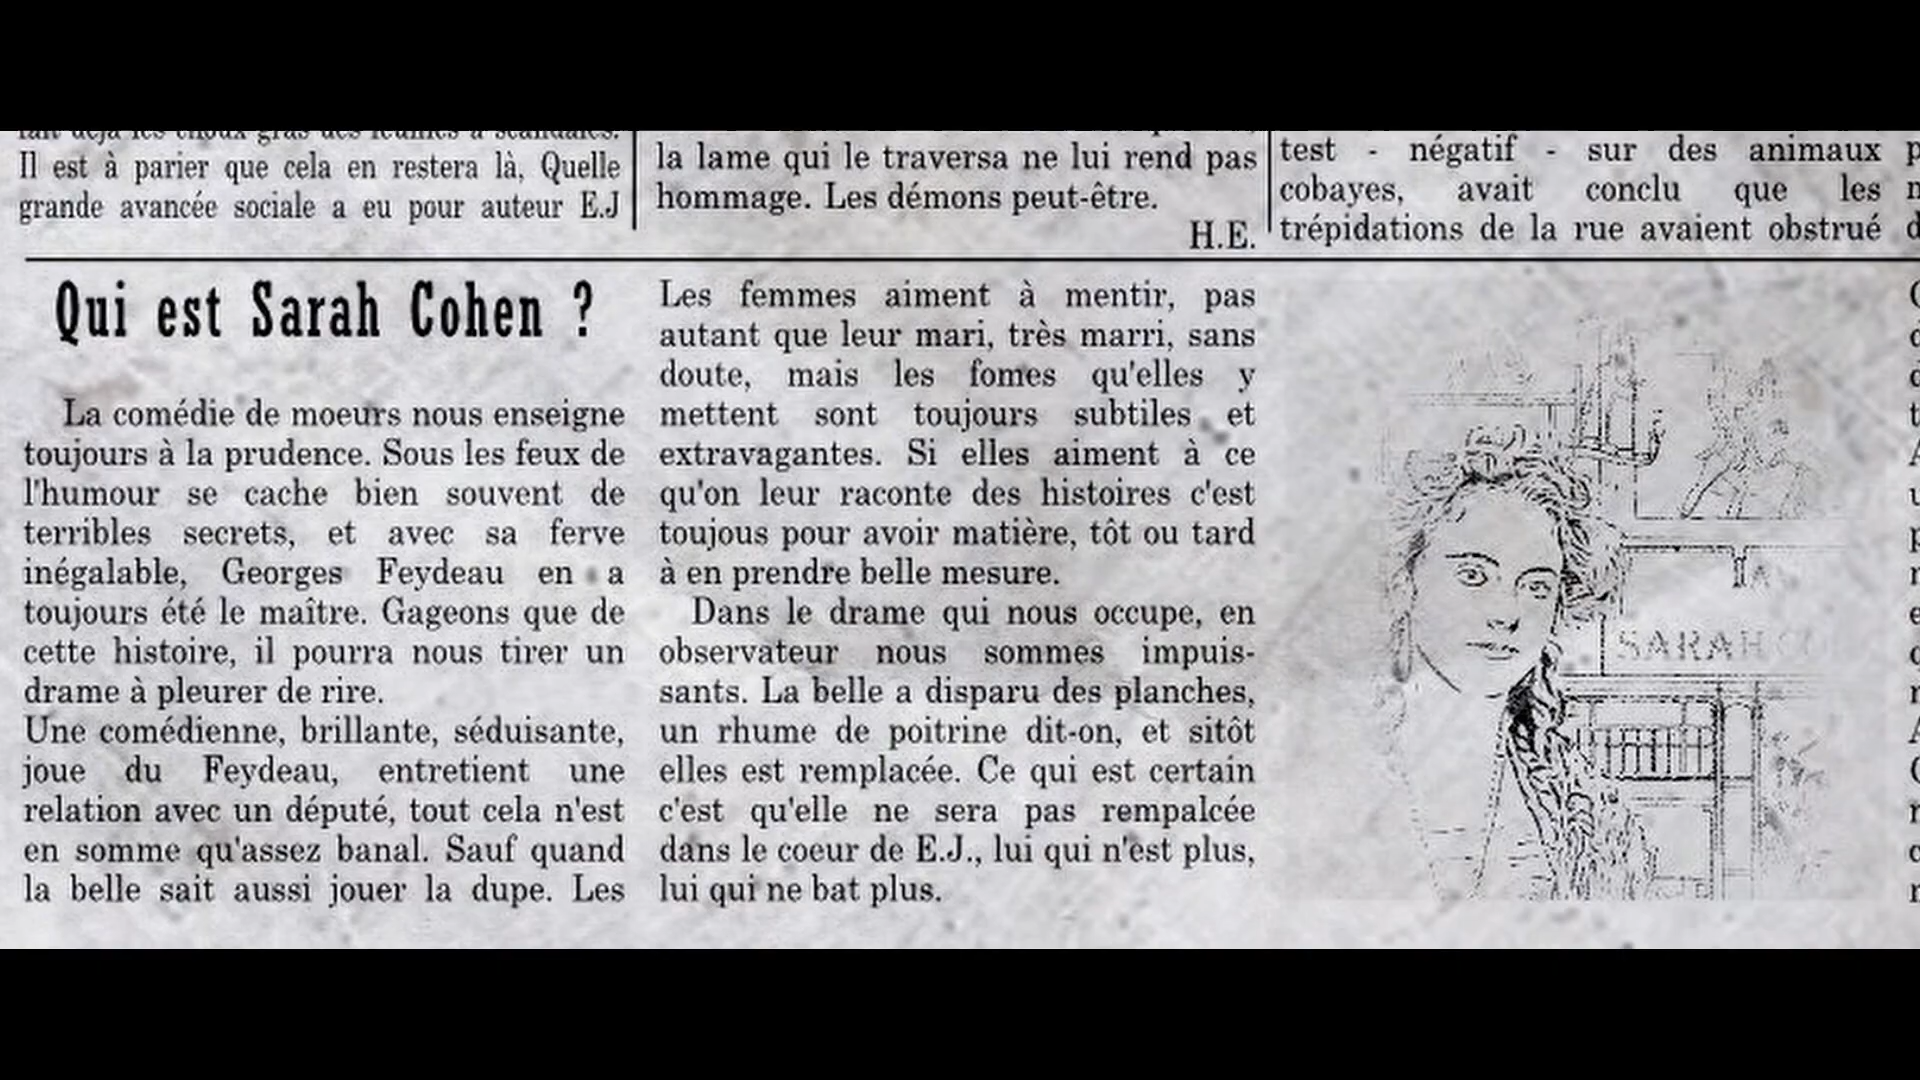 fait déjà les choux gras des feuilles à scandales.
Il est à parier que cela en restera là, Quelle
grande avancée sociale a eu pour auteur E.J
la lame qui le traversa ne lui rend pas
hommage. Les démons peut-être.
H.E.
test - négatif - sur des animaux
cobayes, avait conclu que les
trépidations de la rue avaient obstrué
Qui est Sarah Cohen ?
La comédie de moeurs nous enseigne
toujours à la prudence. Sous les feux de
l'humour se cache bien souvent de
terribles secrets, et avec sa ferve
inégalable, Georges Feydeau en a
toujours été le maître. Gageons que de
cette histoire, il pourra nous tirer un
drame à pleurer de rire.
Une comédienne, brillante, séduisante,
joue du Feydeau, entretient une
relation avec un député, tout cela n'est
en somme qu'assez banal. Sauf quand
la belle sait aussi jouer la dupe. Les
Les femmes aiment à mentir, pas
autant que leur mari, très marri, sans
doute, mais les fomes qu'elles y
mettent sont toujours subtiles et
extravagantes. Si elles aiment à ce
qu'on leur raconte des histoires c'est
toujous pour avoir matière, tôt ou tard
à en prendre belle mesure.
Dans le drame qui nous occupe, en
observateur nous sommes impuis-
sants. La belle a disparu des planches,
un rhume de poitrine dit-on, et sitôt
elles est remplacée. Ce qui est certain
c'est qu'elle ne sera pas rempalcée
dans le coeur de E.J., lui qui n'est plus,
lui qui ne bat plus.
SARAH CO